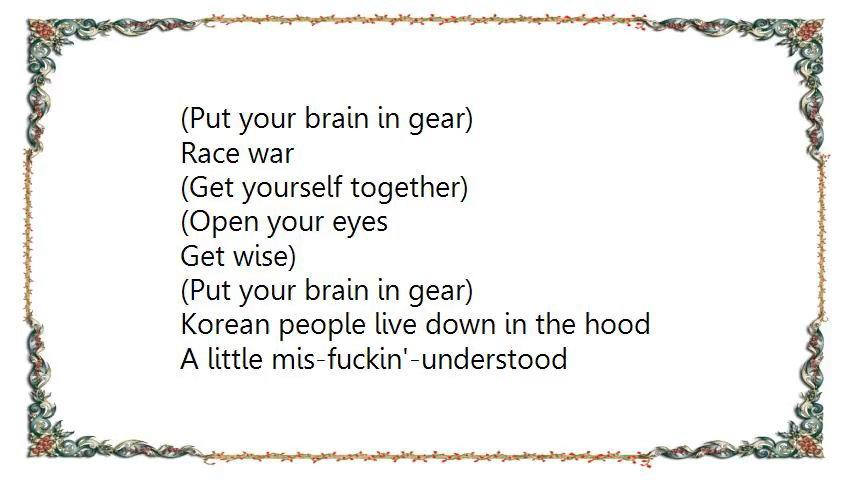 (Put your brain in gear)
Race war
(Get yourself together)
(Open your eyes
Get wise)
(Put your brain in gear)
Korean people live down in the hood
A little mis-fuckin'-understood